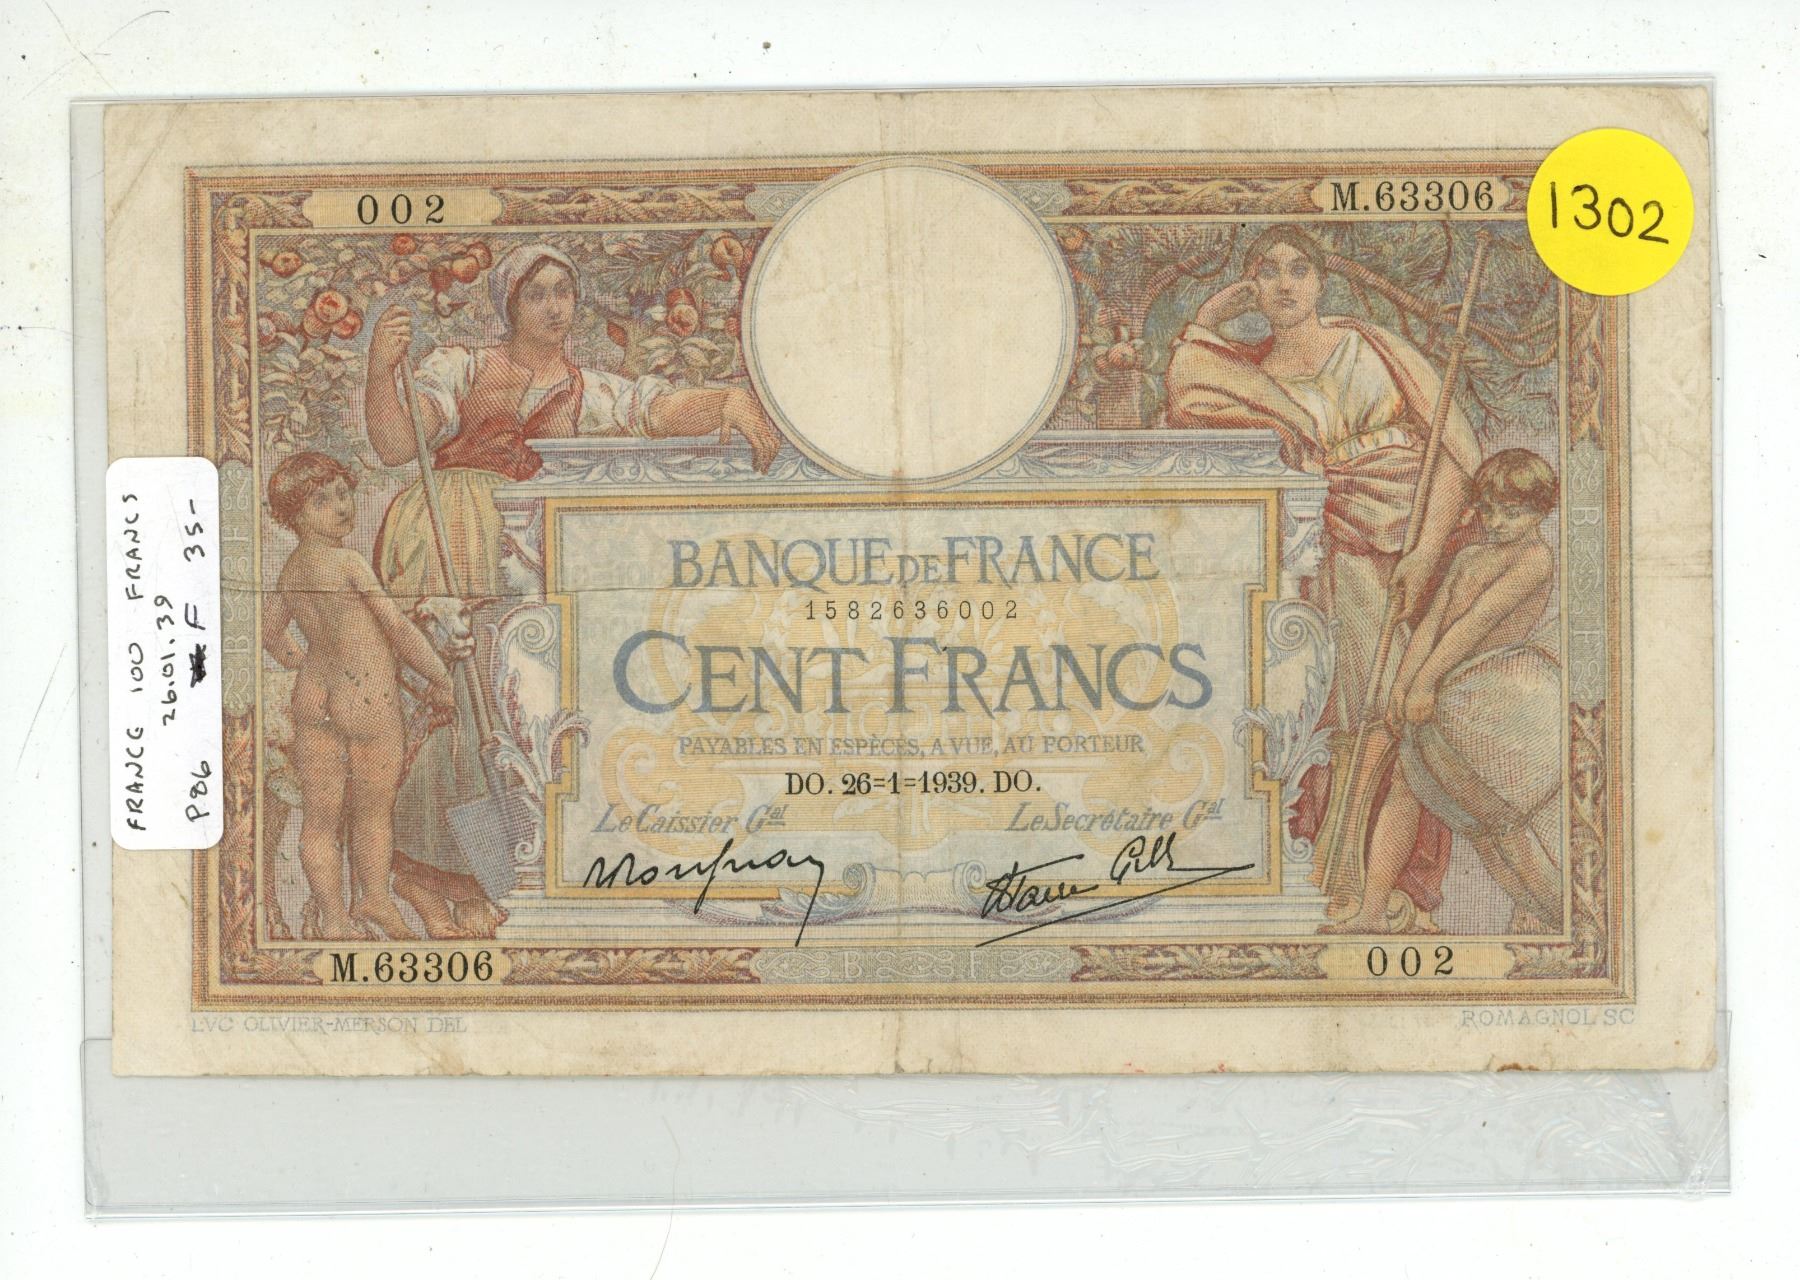 002
M.63306
1302
BANQUE DE FRANCE
1582636002
CENT FRANCS
PAYABLES EN ESPÈCES, A VUE, AU PORTEUR
DO. 26=1=1939. DO.
Le Caissier Gal
Le Secrétaire Gal
M.63306
B F
002
LVC OLIVIER-MERSON DEL
ROMAGNOL SC
B F
B F
FRANCE 100 FRANCS
26.01.39
P86 F 35-